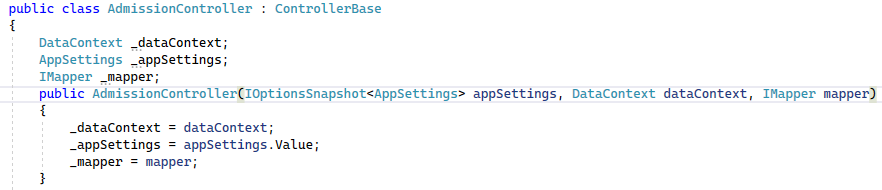 public class AdmissionController : ControllerBase
{
DataContext _dataContext;
AppSettings _appSettings;
IMapper _mapper;
public AdmissionController(IOptionsSnapshot<AppSettings> appSettings, DataContext dataContext, IMapper mapper)
{
_dataContext = dataContext;
_appSettings = appSettings.Value;
_mapper = mapper;
}